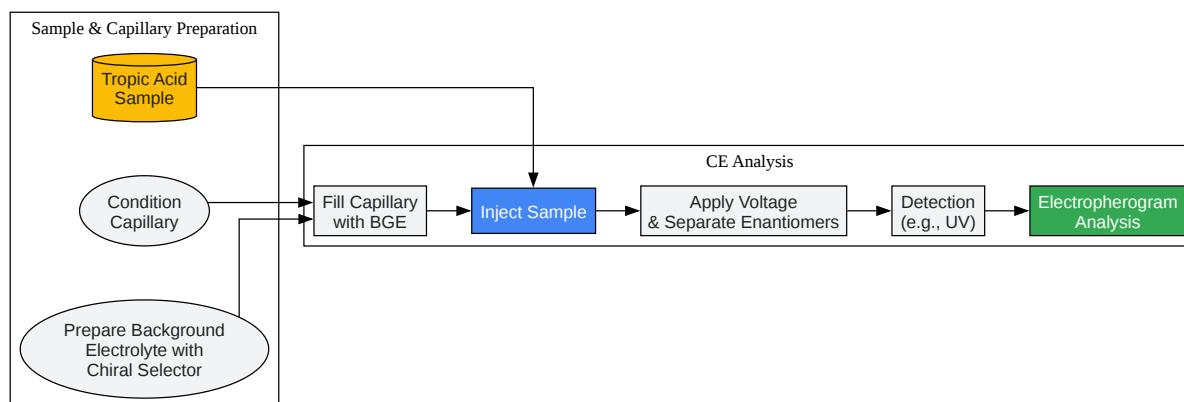 Sample & Capillary Preparation
Tropic Acid
Sample
Condition
Capillary
Prepare Background
Electrolyte with
Chiral Selector
CE Analysis
Fill Capillary
with BGE
Inject Sample
Apply Voltage
& Separate Enantiomers
Detection
(e.g., UV)
Electropherogram
Analysis